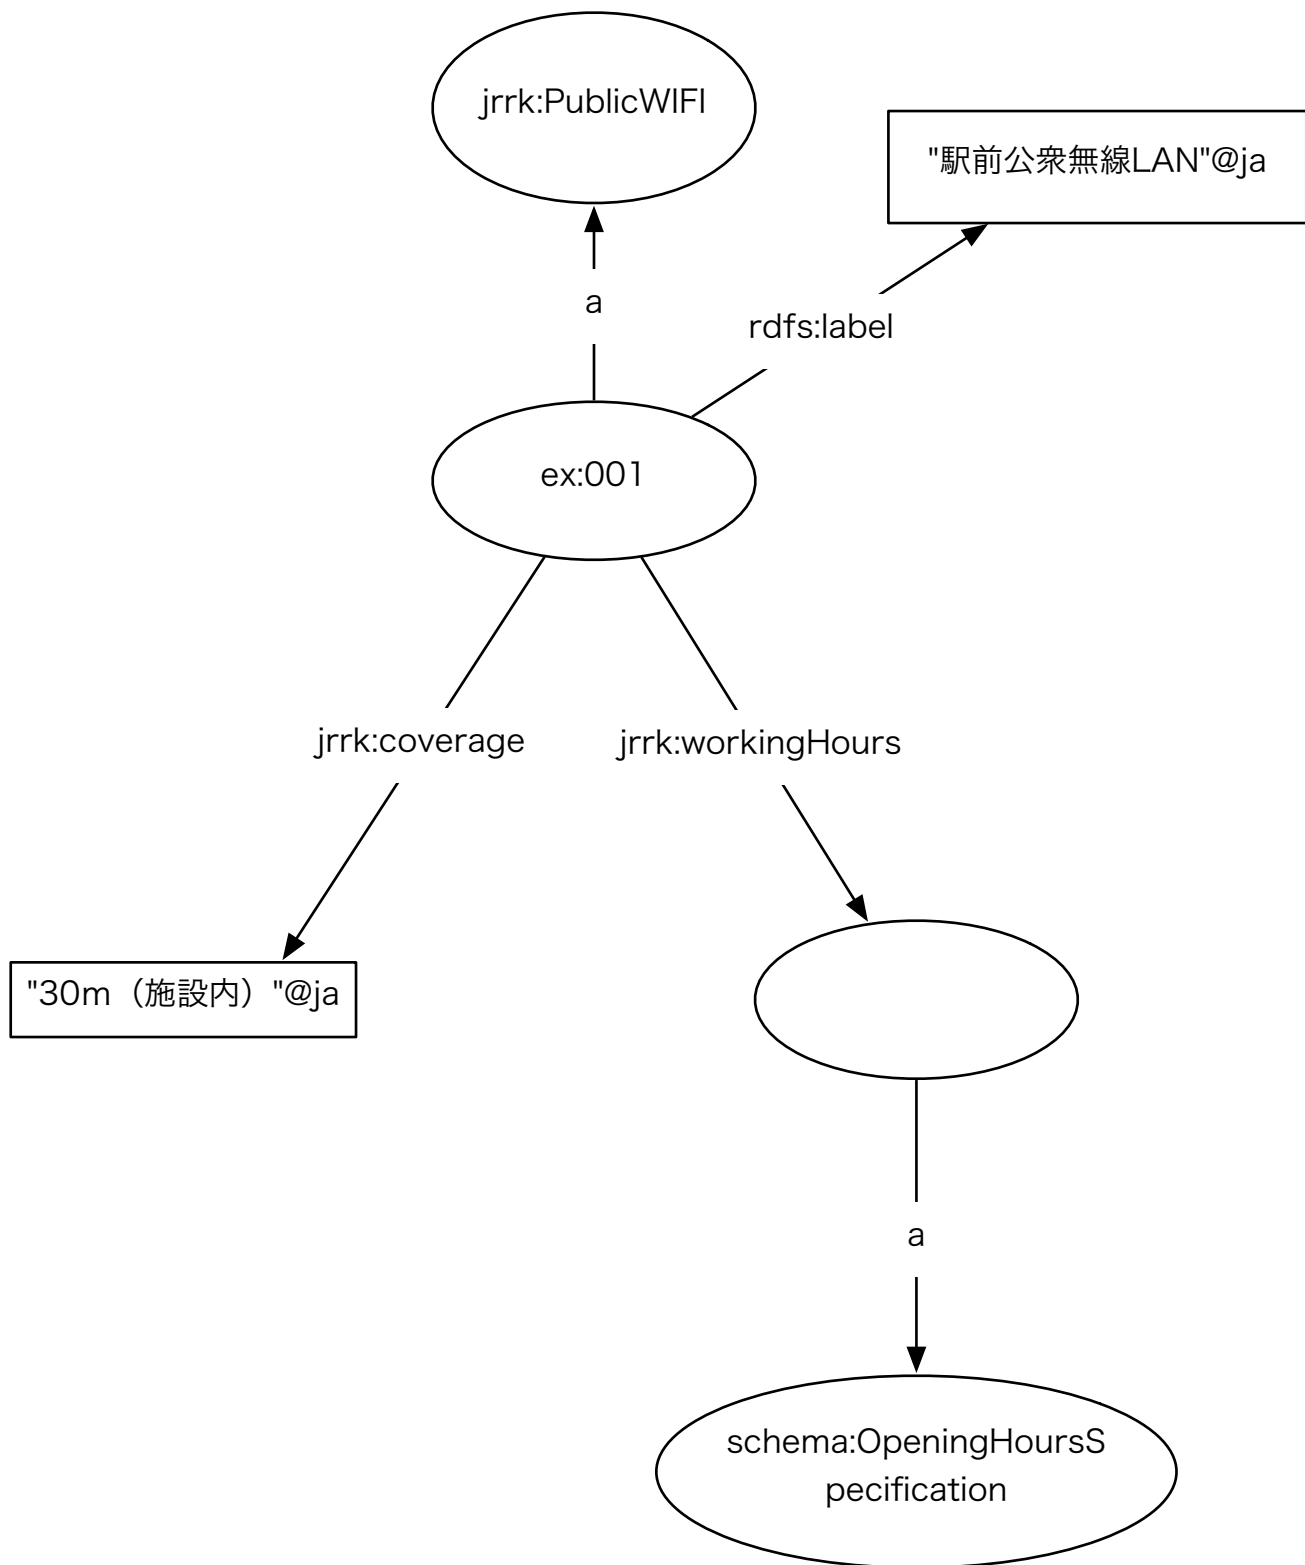 jrrk:PublicWIFI
"駅前公衆無線LAN"@ja
a
rdfs:label
ex:001
jrrk:coverage
jrrk:workingHours
"30m（施設内）"@ja
a
schema:OpeningHoursS
pecification